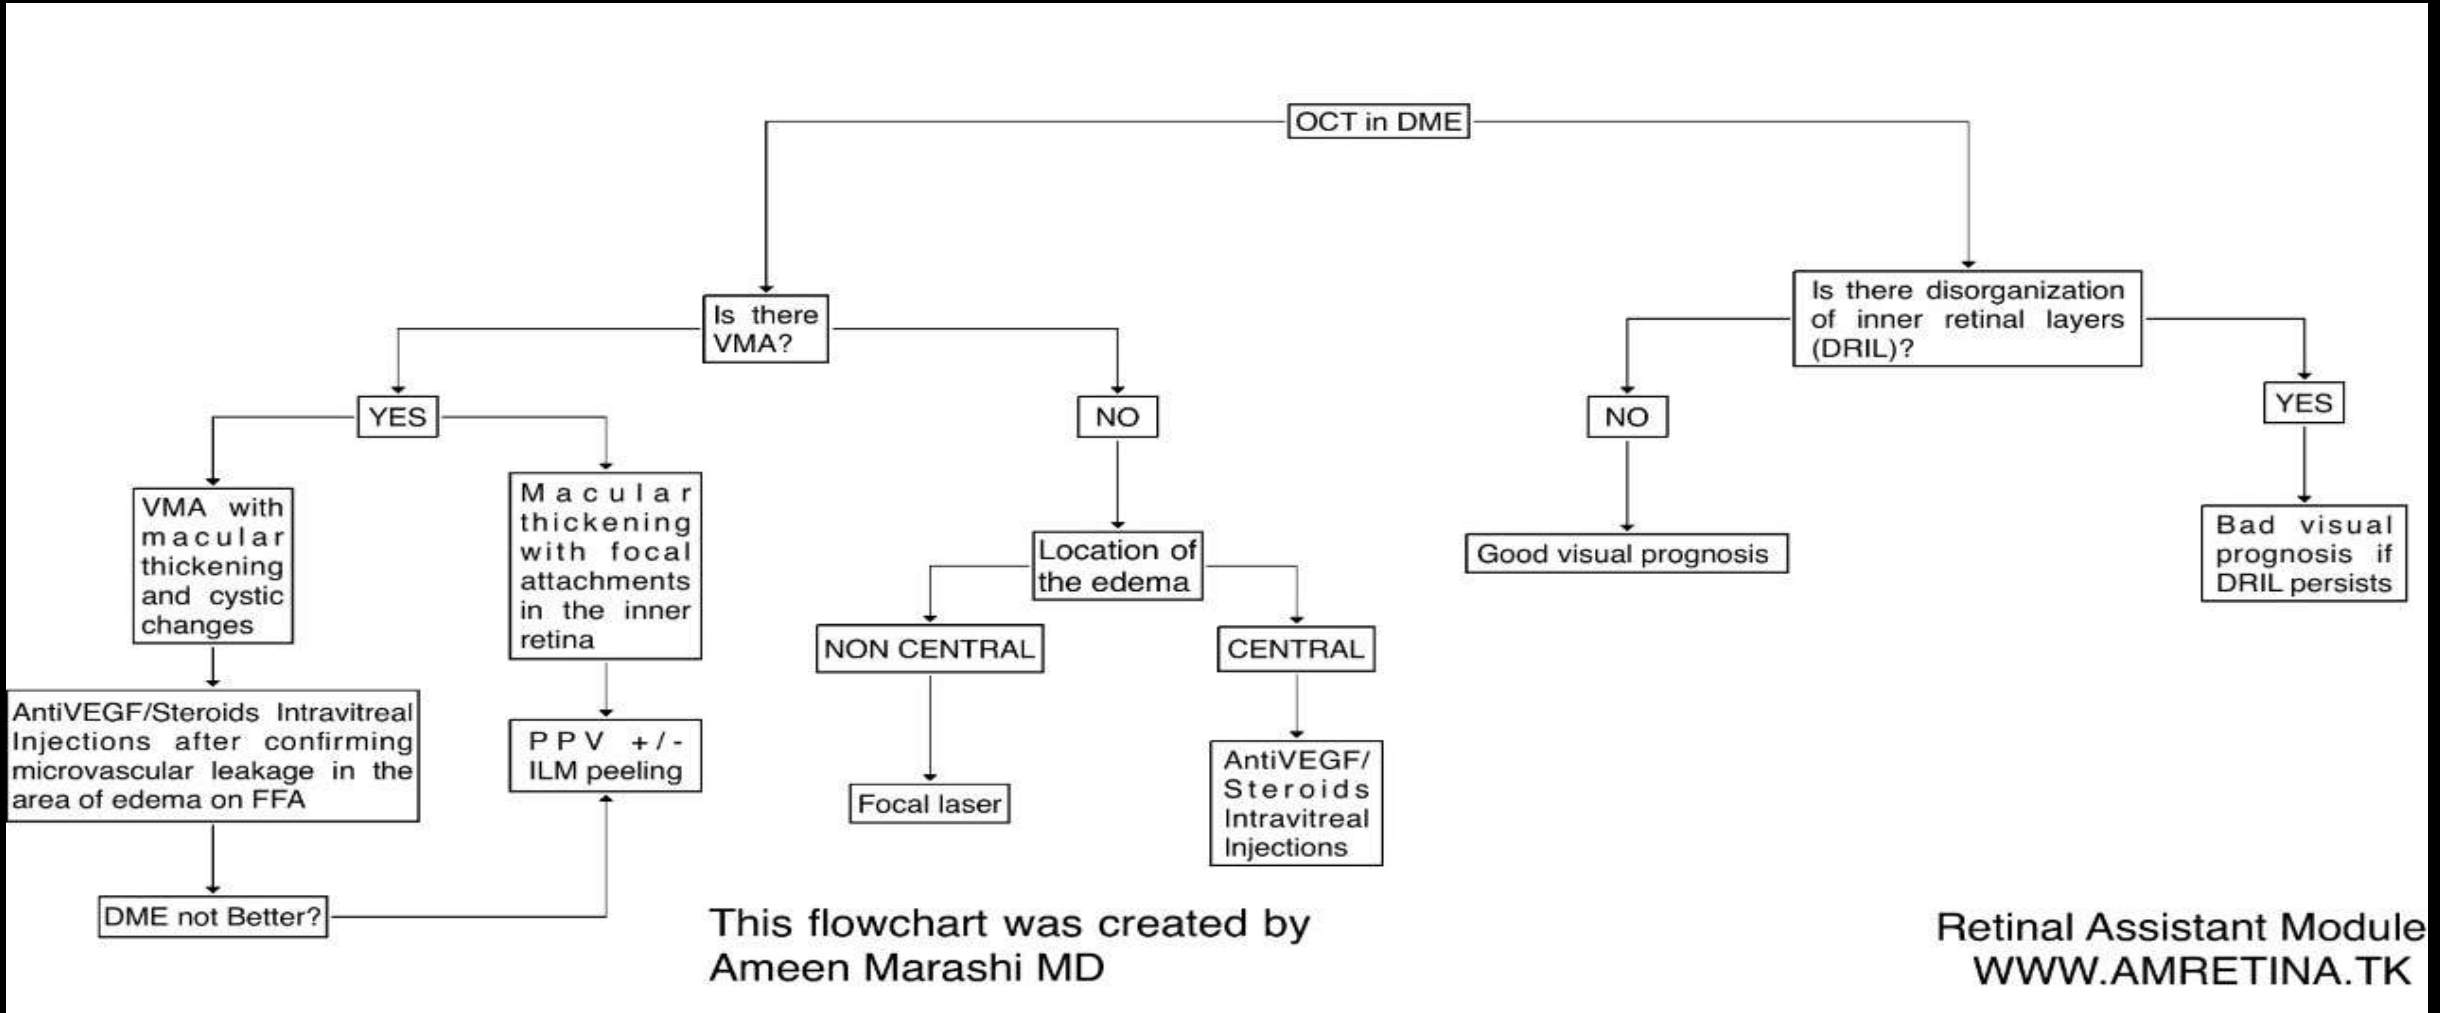 OCT in DME
Is there
VMA?
Is there disorganization
of inner retinal layers
(DRIL)?
YES
NO
NO
YES
VMA with
macular
thickening
and cystic
changes
Macular
thickening
with focal
attachments
in the inner
retina
Location of
the edema
Good visual prognosis
Bad visual
prognosis if
DRIL persists
NON CENTRAL
CENTRAL
AntiVEGF/Steroids Intravitreal
Injections after confirming
microvascular leakage in the
area of edema on FFA
PPV +/-
ILM peeling
Focal laser
AntiVEGF/
Steroids
Intravitreal
Injections
DME not Better?
This flowchart was created by
Ameen Marashi MD
Retinal Assistant Module
WWW.AMRETINA.TK